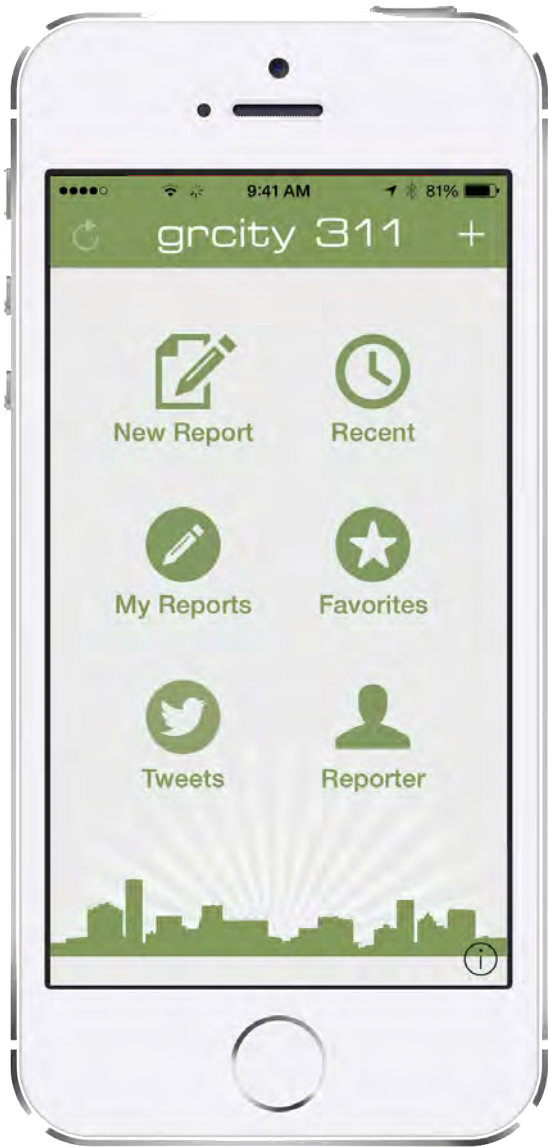 9:41 AM 81%
grcity 311
New Report Recent
My Reports Favorites
Tweets Reporter